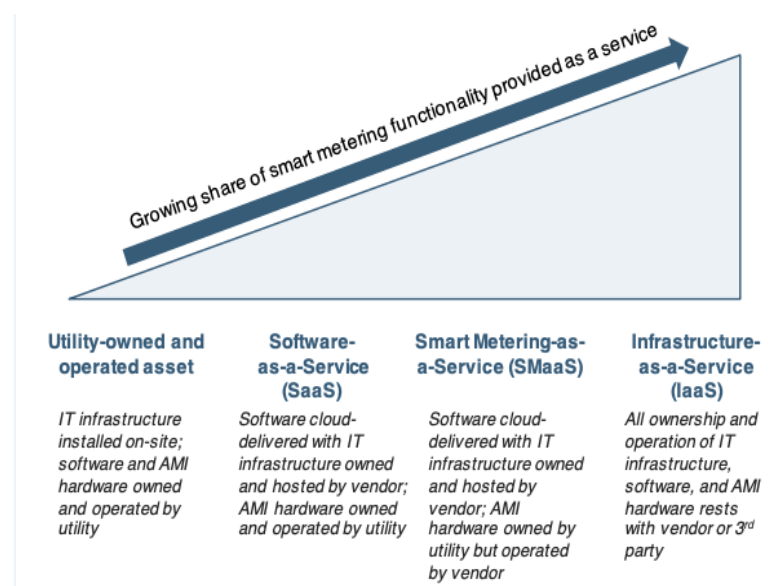 Growing share of smart metering functionality provided as a service
Utility-owned and
operated asset
IT infrastructure
installed on-site;
software and AMI
hardware owned
and operated by
utility
Software-
as-a-Service
(SaaS)
Software cloud-
delivered with IT
infrastructure owned
and hosted by vendor;
AMI hardware owned
and operated by utility
Smart Metering-as-
a-Service (SMaaS)
Software cloud-
delivered with IT
infrastructure owned
and hosted by
vendor; AMI
hardware owned by
utility but operated
by vendor
Infrastructure-
as-a-Service
(IaaS)
All ownership and
operation of IT
infrastructure,
software, and AMI
hardware rests
with vendor or 3rd
party